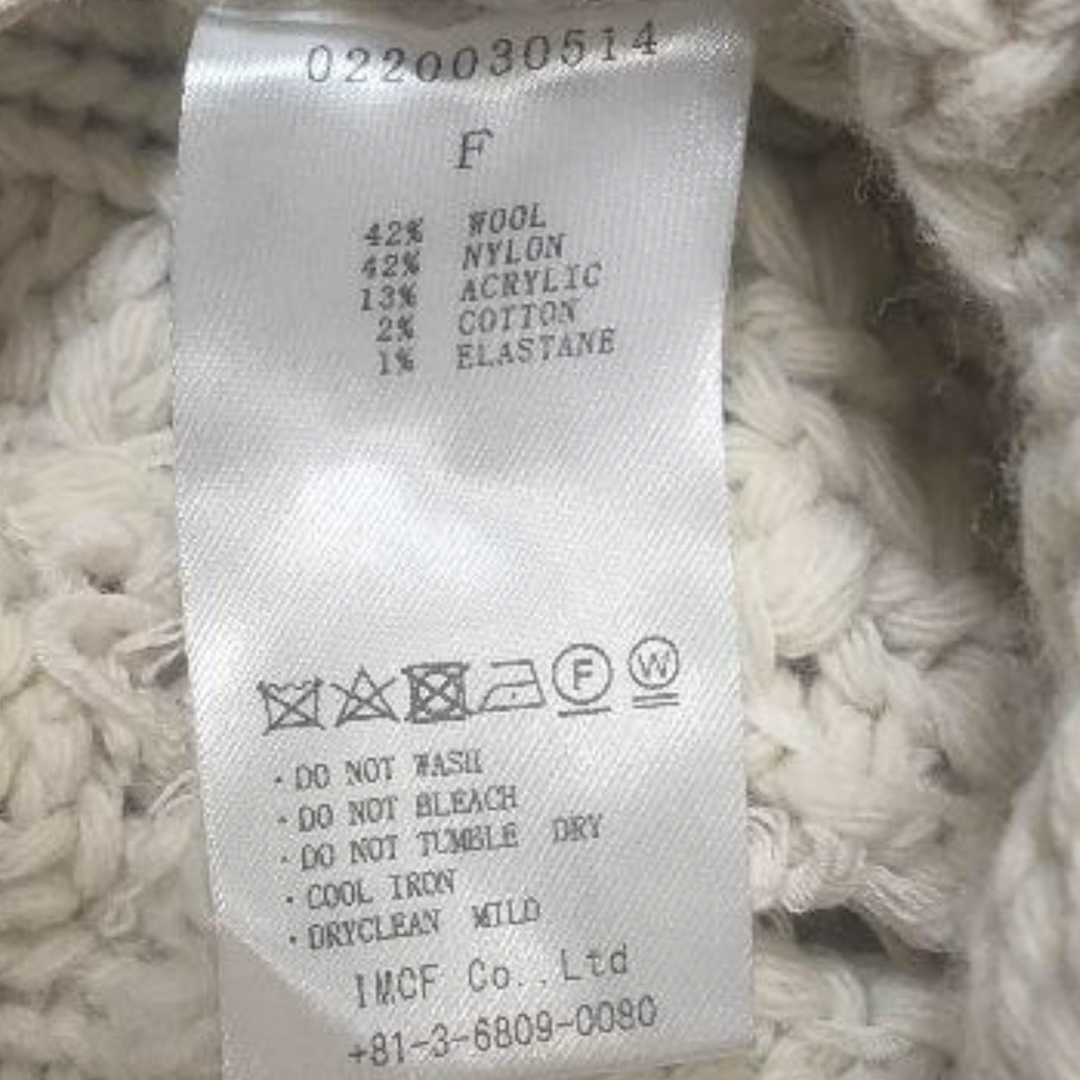 0220030514
F
42% WOOL
42% NYLON
13% ACRYLIC
2% COTTON
1% ELASTANE
F W
·DO NOT WASH
·DO NOT BLEACH
·DO NOT TUMBLE DRY
·COOL IRON
·DRYCLEAN MILD
IMCF Co.,Ltd
+81-3-6809-0080